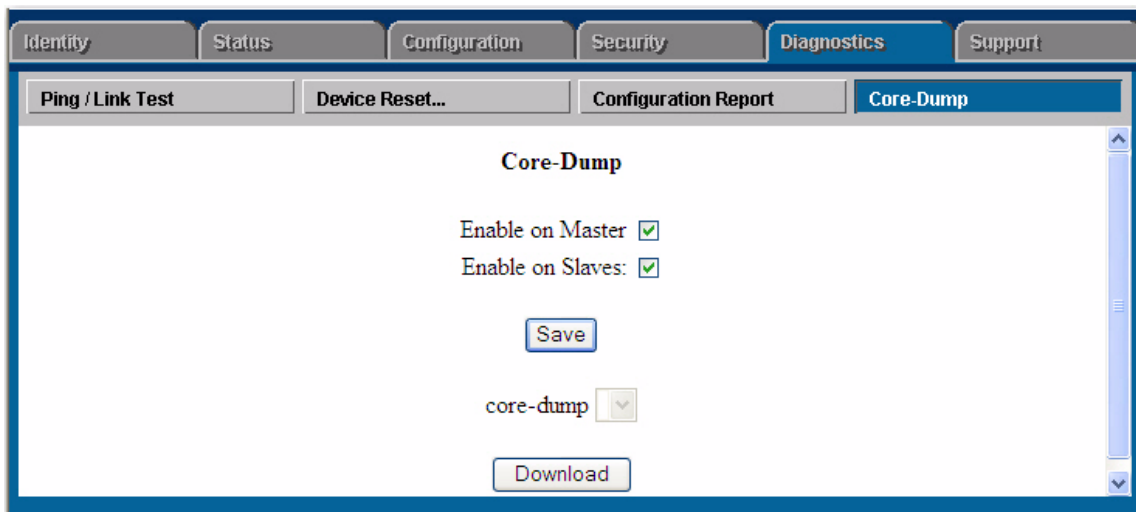 Identity Status Configuration Security Diagnostics Support
Ping / Link Test Device Reset... Configuration Report Core-Dump
Core-Dump
Enable on Master
Enable on Slaves:
Save
core-dump
Download